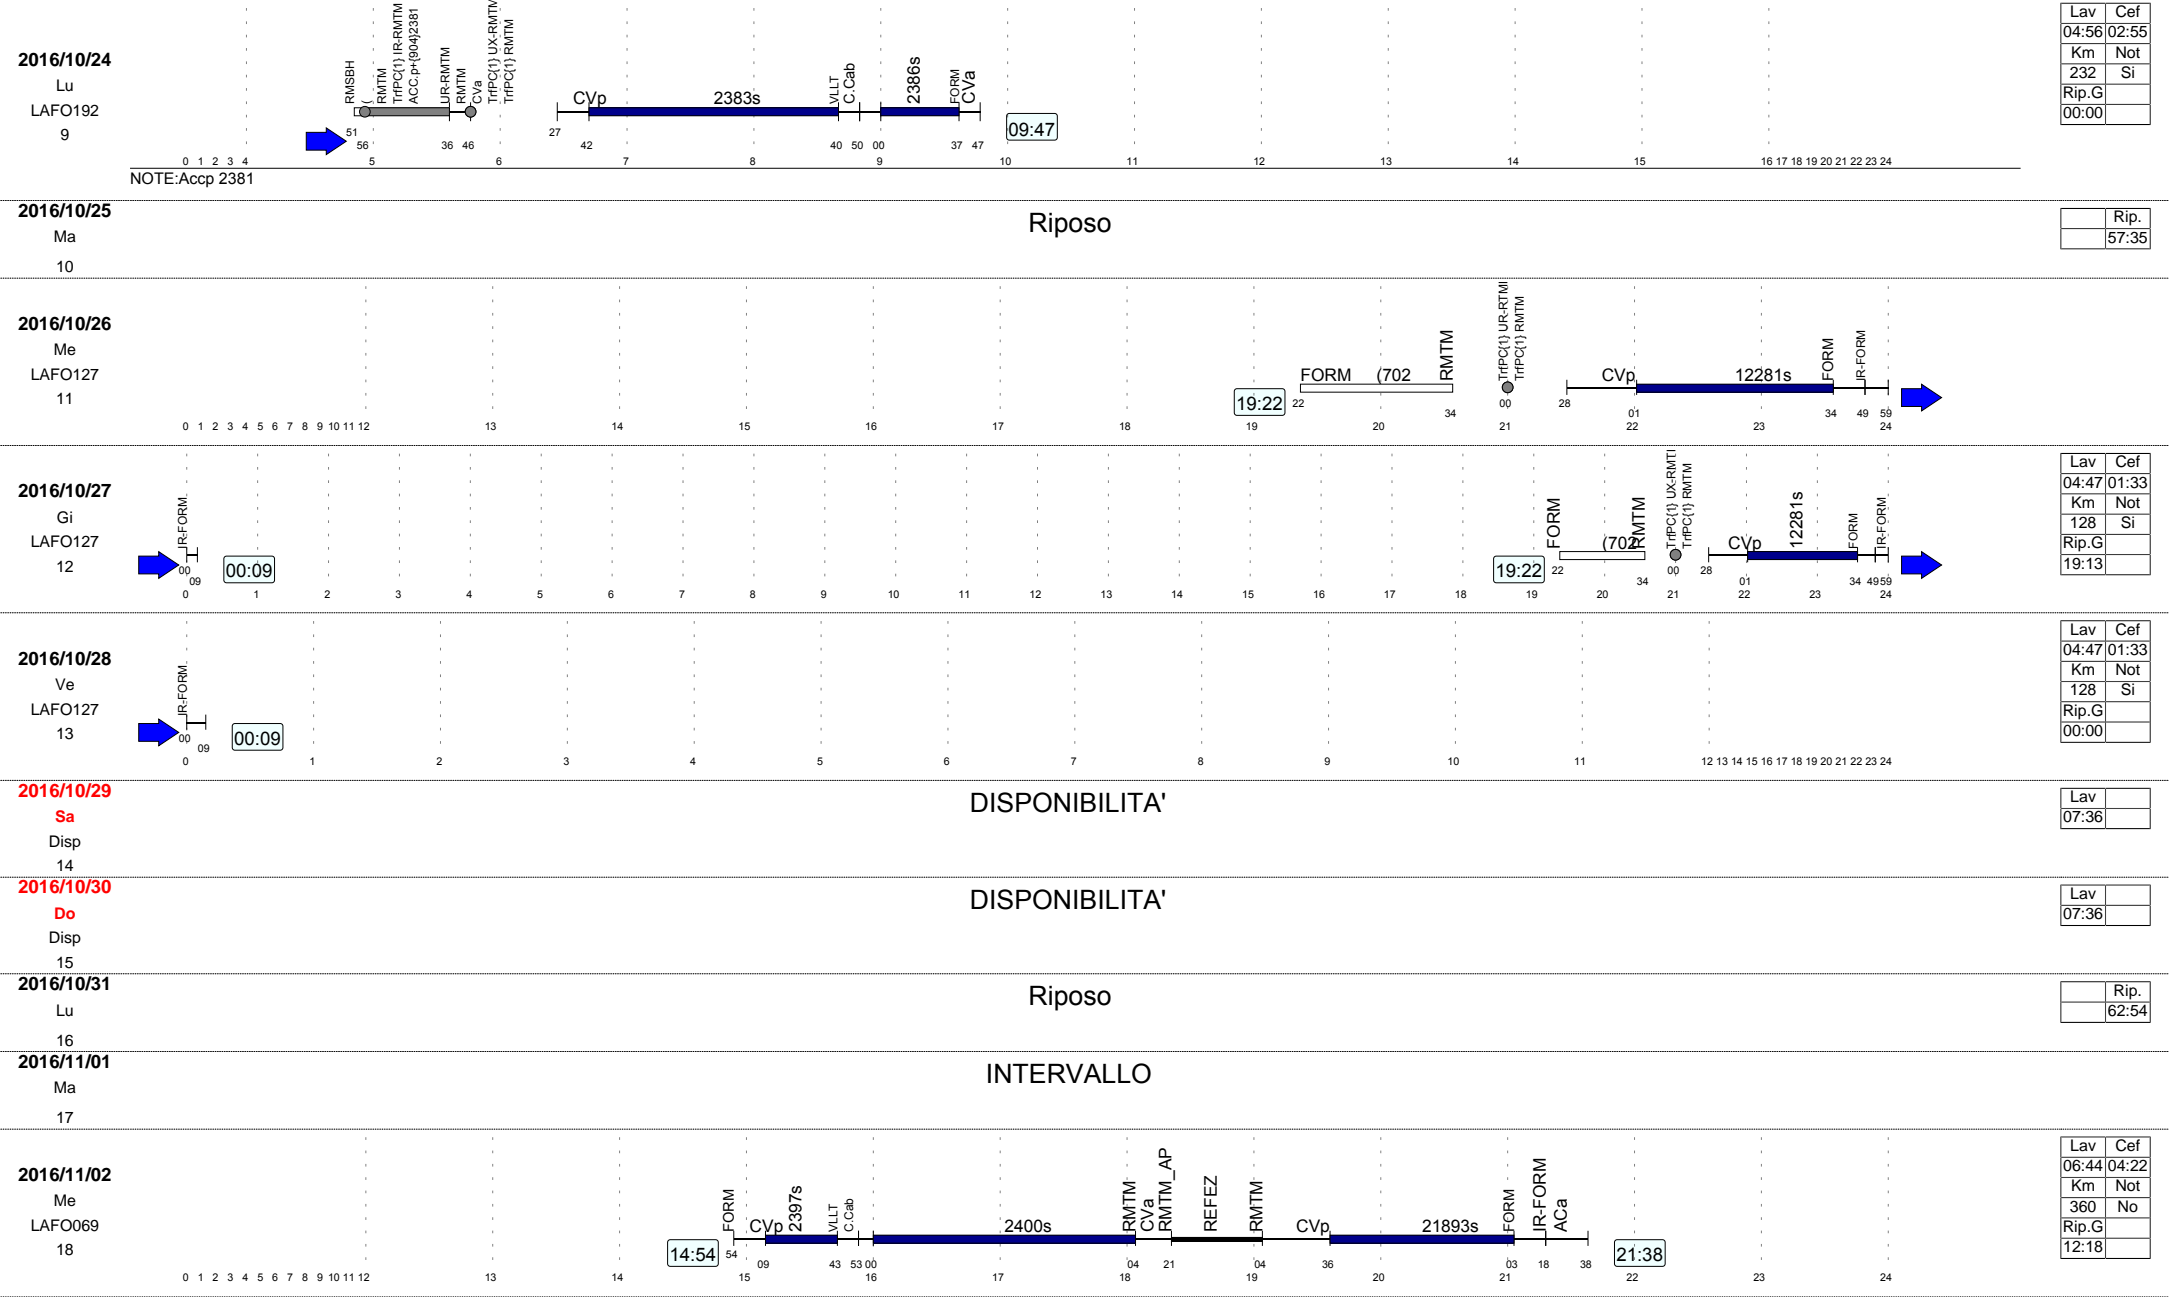 2016/10/24
Lu
LAFO192
9
RMSBH
(
RMTM
TrfPC{1} IR-RMTM
ACC.p+{904}2381
UR-RMTM
RMTM
CVa
TrfPC{1} UX-RMTM
TrfPC{1} RMTM
CVp
2383s
VLLT
C.Cab
2386s
FORM
CVa
51
56
36
46
27
42
40
50
00
37
47
09:47
0 1 2 3 4 5 6 7 8 9 10 11 12 13 14 15 16 17 18 19 20 21 22 23 24
NOTE:Accp 2381
Lav Cef
04:56 02:55
Km Not
232 Si
Rip.G
00:00
2016/10/25
Ma
10
Riposo
Rip.
57:35
2016/10/26
Me
LAFO127
11
19:22
FORM (702 RMTM
TrfPC{1} UR-RTMI
TrfPC{1} RMTM
CVp
12281s
FORM
IR-FORM
22 34 00 28 01 34 49 59
0 1 2 3 4 5 6 7 8 9 10 11 12 13 14 15 16 17 18 19 20 21 22 23 24
2016/10/27
Gi
LAFO127
12
IR-FORM
00
09
00:09
19:22
FORM
(702
RMTM
TrfPC{1} UX-RMTI
TrfPC{1} RMTM
CVp
12281s
FORM
IR-FORM
22 34 00 28 01 34 49 59
0 1 2 3 4 5 6 7 8 9 10 11 12 13 14 15 16 17 18 19 20 21 22 23 24
Lav Cef
04:47 01:33
Km Not
128 Si
Rip.G
19:13
2016/10/28
Ve
LAFO127
13
IR-FORM
00
09
00:09
0 1 2 3 4 5 6 7 8 9 10 11 12 13 14 15 16 17 18 19 20 21 22 23 24
Lav Cef
04:47 01:33
Km Not
128 Si
Rip.G
00:00
2016/10/29
Sa
Disp
14
DISPONIBILITA'
Lav
07:36
2016/10/30
Do
Disp
15
DISPONIBILITA'
Lav
07:36
2016/10/31
Lu
16
Riposo
Rip.
62:54
2016/11/01
Ma
17
INTERVALLO
2016/11/02
Me
LAFO069
18
14:54
FORM
CVp
2397s
VLLT
C.Cab
2400s
RMTM
CVa
RMTM_AP
REFEZ
RMTM
CVp
21893s
FORM
IR-FORM
ACa
54 09 43 53 00 04 21 04 36 03 18 38
21:38
0 1 2 3 4 5 6 7 8 9 10 11 12 13 14 15 16 17 18 19 20 21 22 23 24
Lav Cef
06:44 04:22
Km Not
360 No
Rip.G
12:18